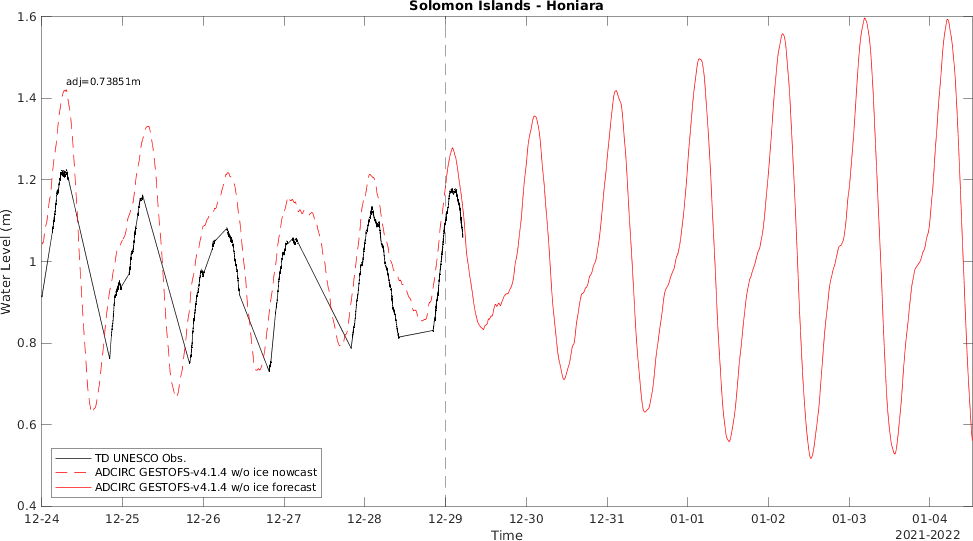 Solomon Islands - Honiara
1.6
adj=0.73851m
1.4
1.2
1
0.8
0.6
0.4
Water Level (m)
TD UNESCO Obs.
ADCIRC GESTOFS-v4.1.4 w/o ice nowcast
ADCIRC GESTOFS-v4.1.4 w/o ice forecast
12-24 12-25 12-26 12-27 12-28 12-29 12-30 12-31 01-01 01-02 01-03 01-04
Time
2021-2022